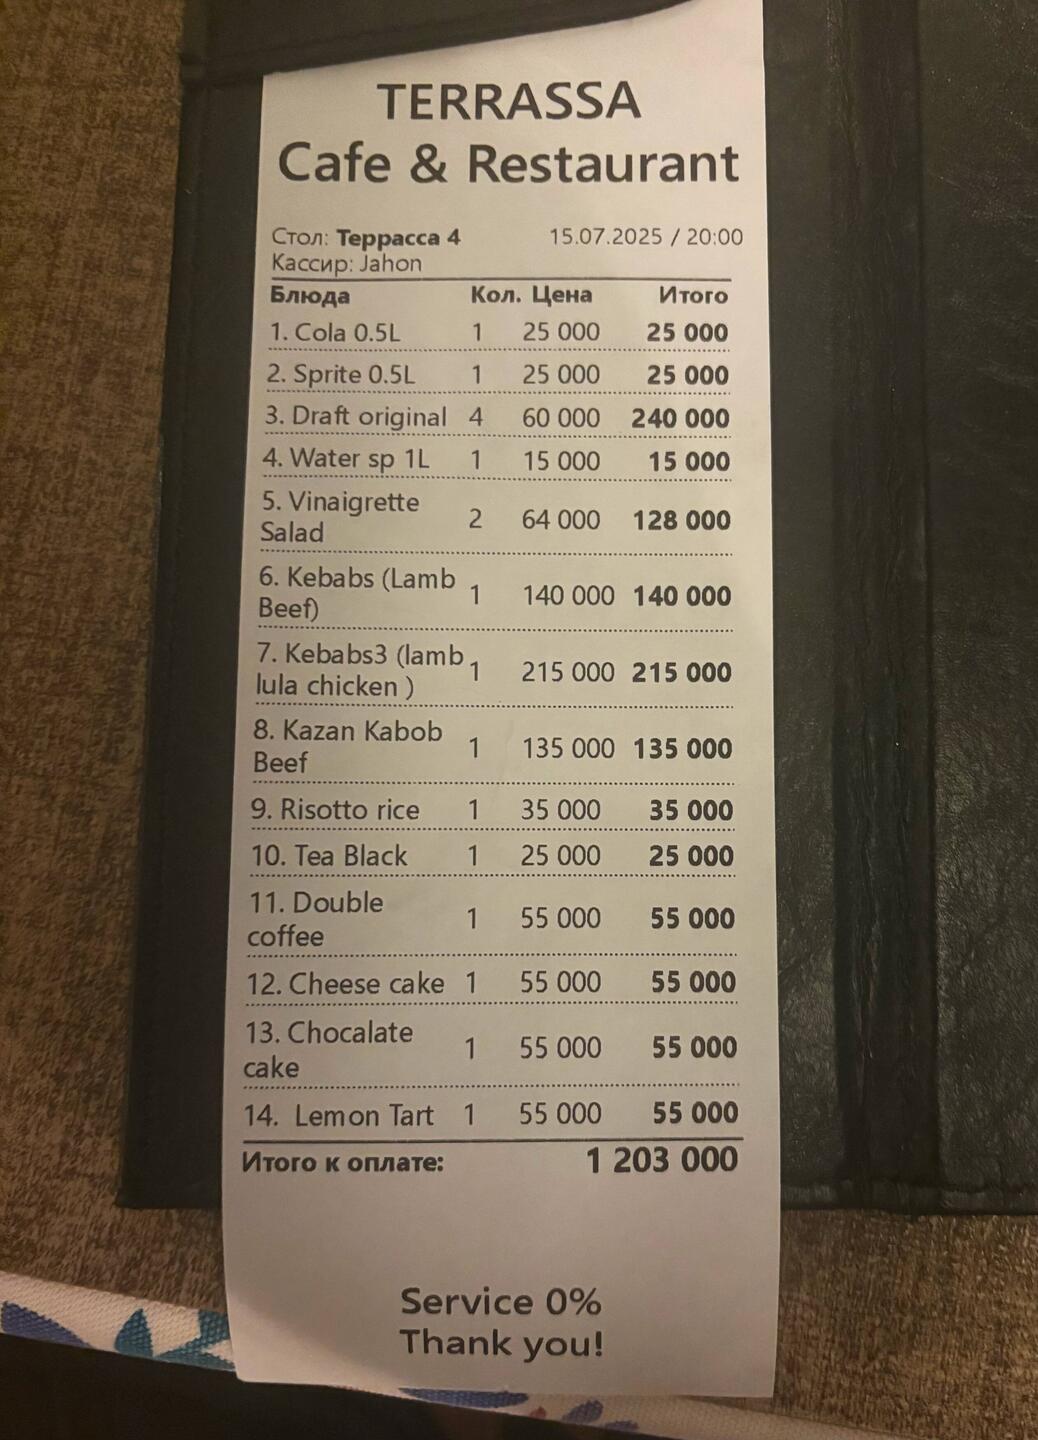 TERRASSA
Cafe & Restaurant
Стол: Терраса 4 15.07.2025 / 20:00
Кассир: Jahon
Блюда Кол. Цена Итого
1. Cola 0.5L 1 25 000 25 000
2. Sprite 0.5L 1 25 000 25 000
3. Draft original 4 60 000 240 000
4. Water sp 1L 1 15 000 15 000
5. Vinaigrette
Salad 2 64 000 128 000
6. Kebabs (Lamb
Beef) 1 140 000 140 000
7. Kebabs3 (lamb
lula chicken ) 1 215 000 215 000
8. Kazan Kabob
Beef 1 135 000 135 000
9. Risotto rice 1 35 000 35 000
10. Tea Black 1 25 000 25 000
11. Double
coffee 1 55 000 55 000
12. Cheese cake 1 55 000 55 000
13. Chocalate
cake 1 55 000 55 000
14. Lemon Tart 1 55 000 55 000
Итого к оплате: 1 203 000
Service 0%
Thank you!